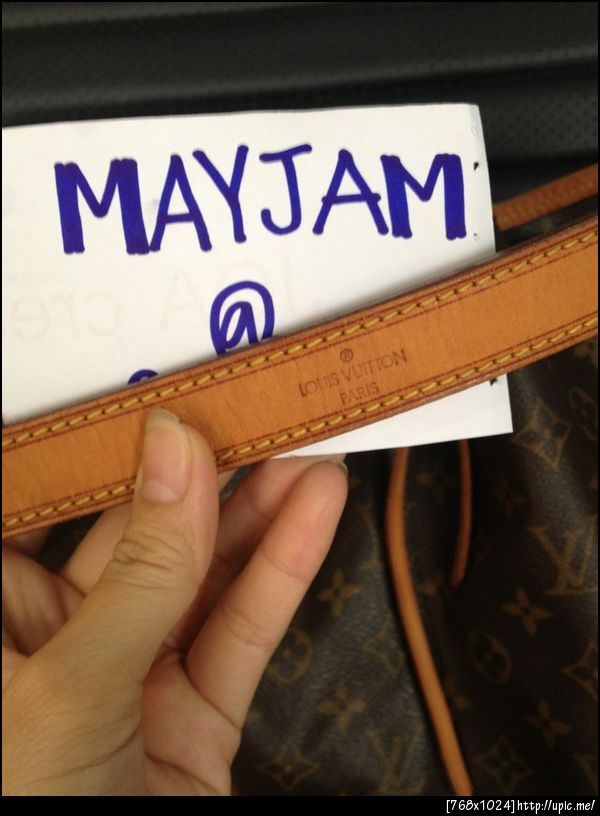 MAYJAM
@
®
LOUIS VUITTON
PARIS
[768x1024]http://upic.me/